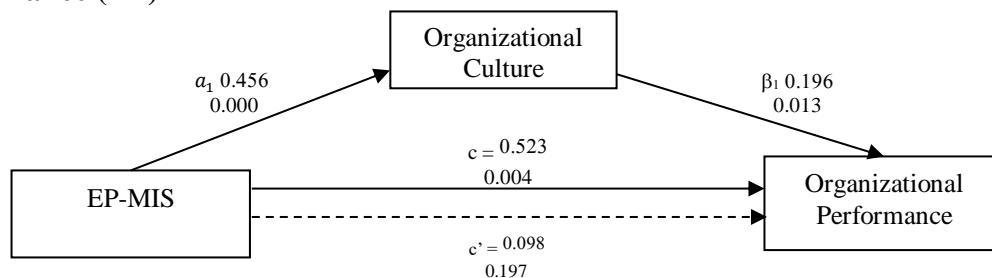 Organizational
Culture
a₁ 0.456
0.000
β₁ 0.196
0.013
c = 0.523
0.004
EP-MIS
Organizational
Performance
c’ = 0.098
0.197